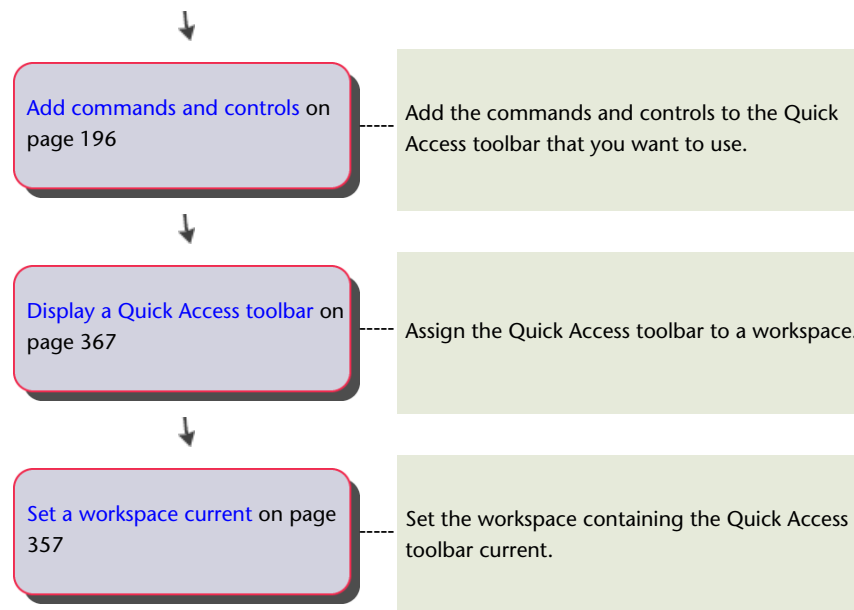 Add commands and controls on
page 196
Add the commands and controls to the Quick
Access toolbar that you want to use.
Display a Quick Access toolbar on
page 367
Assign the Quick Access toolbar to a workspace.
Set a workspace current on page
357
Set the workspace containing the Quick Access
toolbar current.